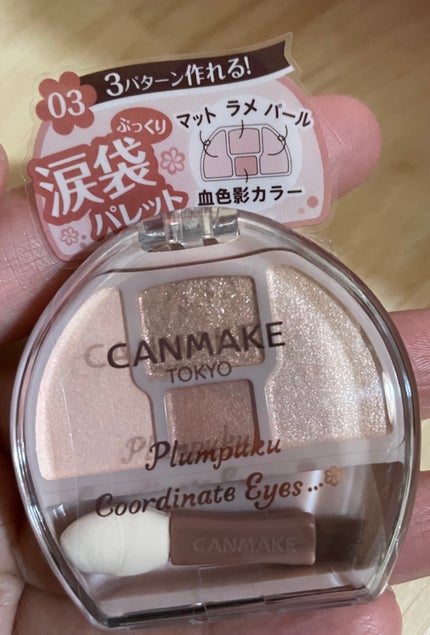 03
3パターン作れる!
ぷっくり
涙袋
パレット
マット ラメ パール
血色影カラー
CANMAKE
TOKYO
Plumpuku
Coordinate Eyes...
CANMAKE